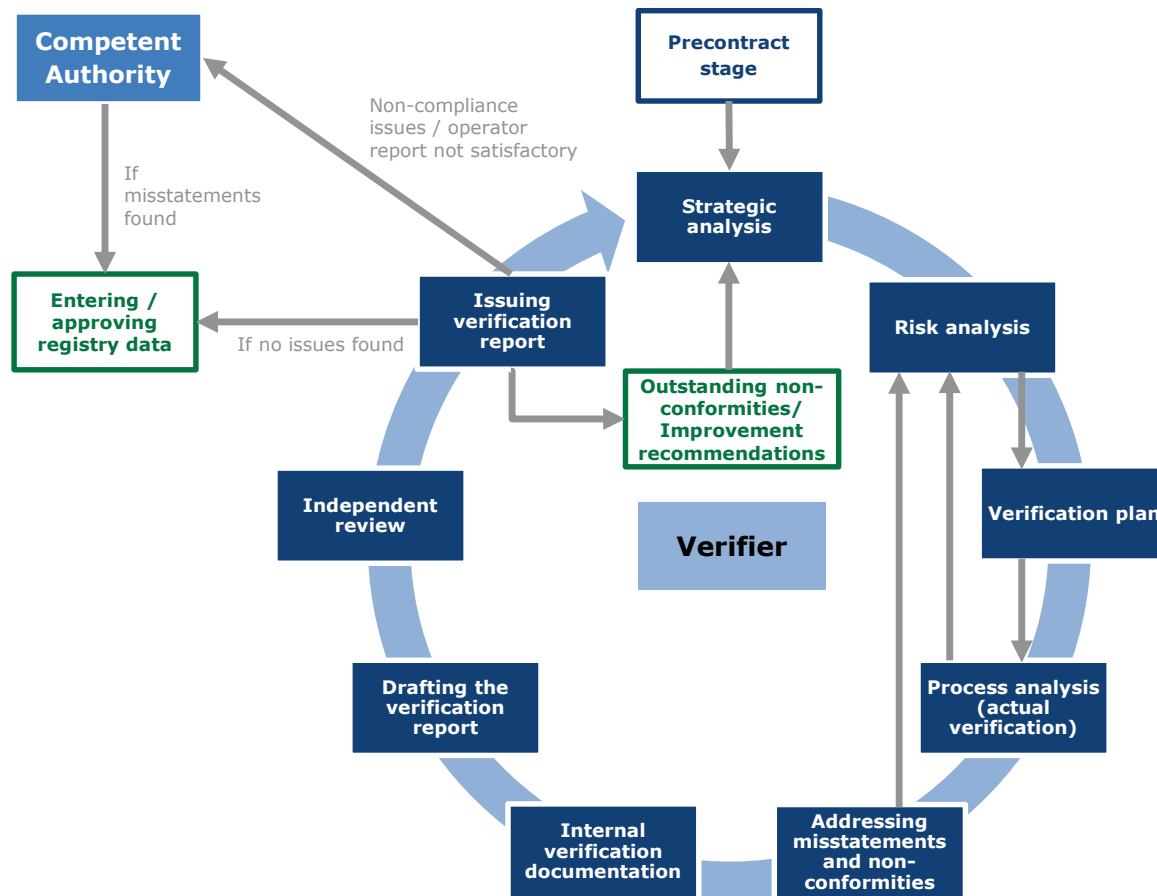 Competent
Authority
Precontract
stage
Non-compliance
issues / operator
report not satisfactory
If
misstatements
found
Strategic
analysis
Entering /
approving
registry data
If no issues found
Issuing
verification
report
Risk analysis
Outstanding non-
conformities/
Improvement
recommendations
Independent
review
Verifier
Verification plan
Drafting the
verification
report
Process analysis
(actual
verification)
Internal
verification
documentation
Addressing
misstatements
and non-
conformities